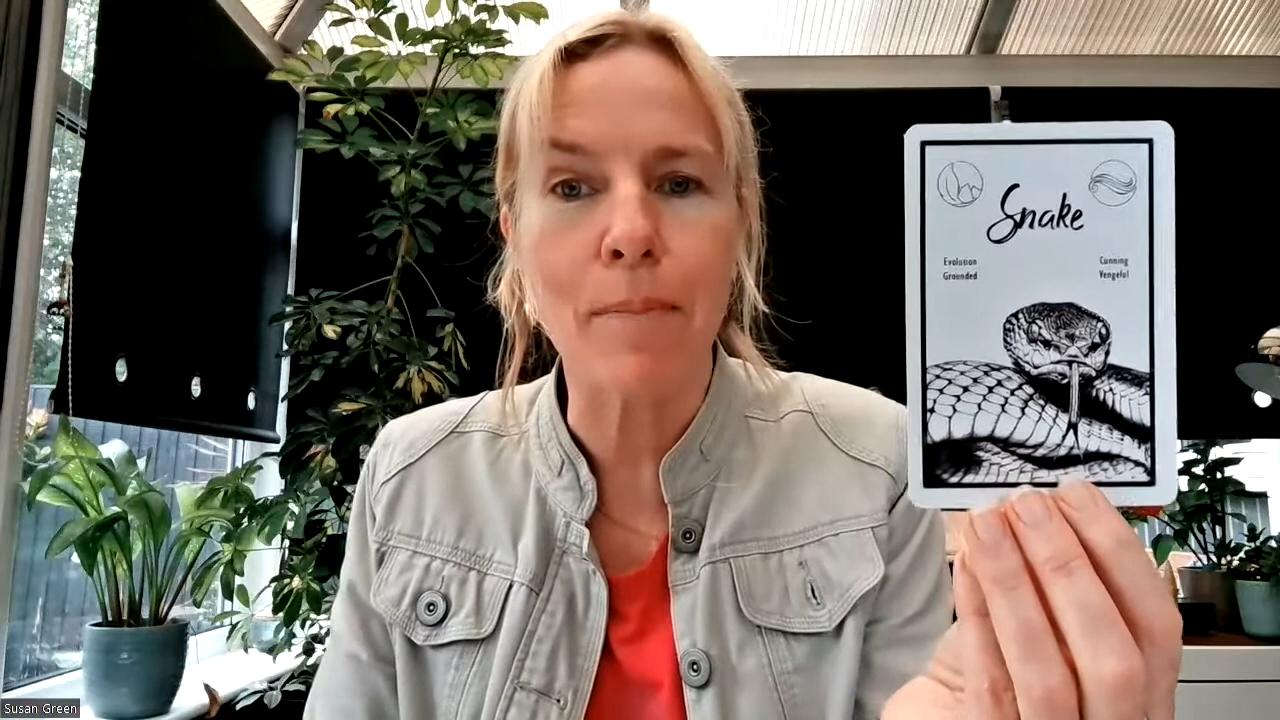 Snake
Evolution
Grounded
Cunning
Vengeful
Susan Green